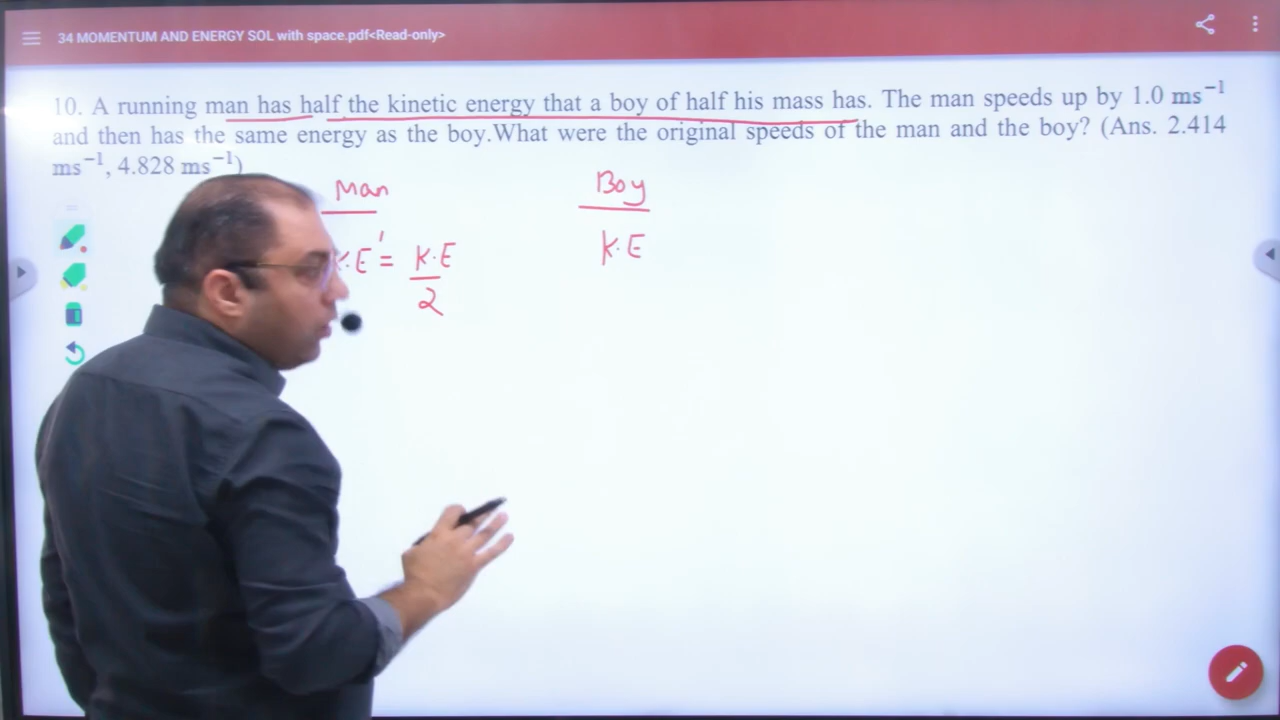 34 MOMENTUM AND ENERGY SOL with space.pdf<Read-only>
10. A running man has half the kinetic energy that a boy of half his mass has. The man speeds up by 1.0 ms⁻¹
and then has the same energy as the boy.What were the original speeds of the man and the boy? (Ans. 2.414
ms⁻¹, 4.828 ms⁻¹)
Man Boy
K.E' = K.E/2 K.E